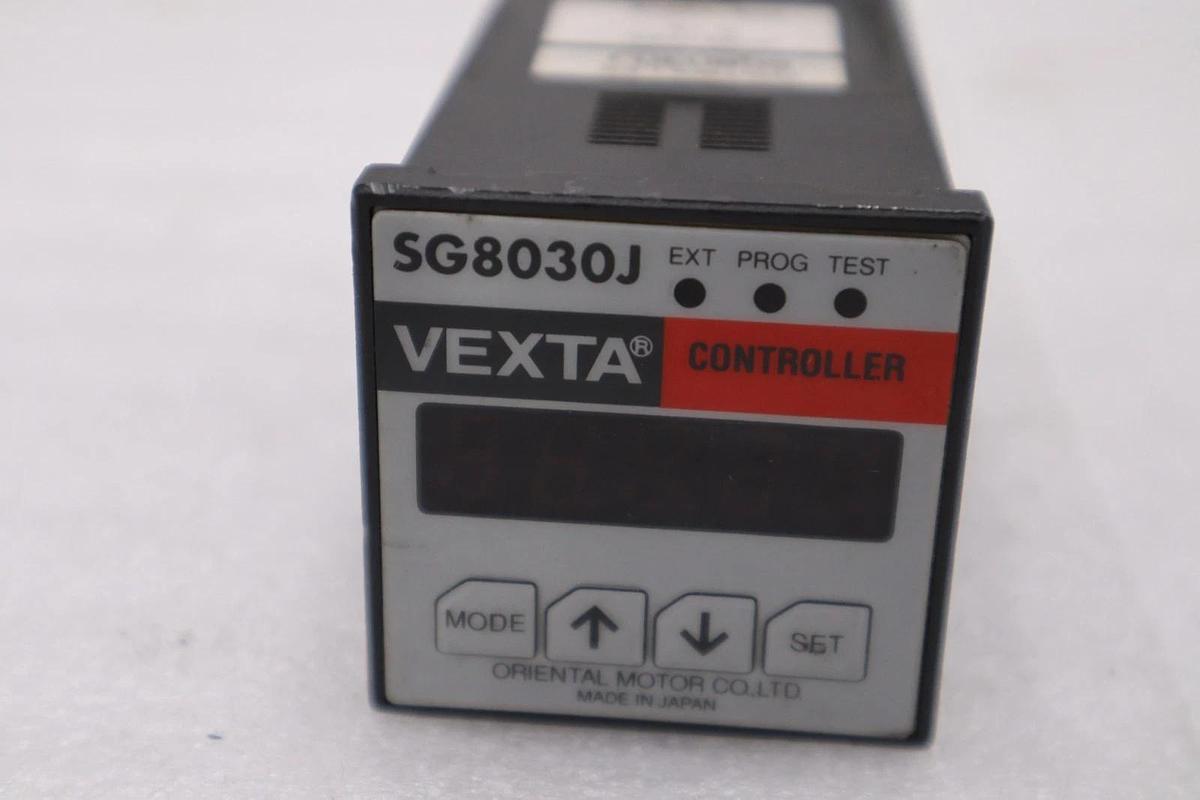 SG8030J EXT PROG TEST
VEXTA® CONTROLLER
MODE ↑ ↓ SET
ORIENTAL MOTOR CO.,LTD.
MADE IN JAPAN